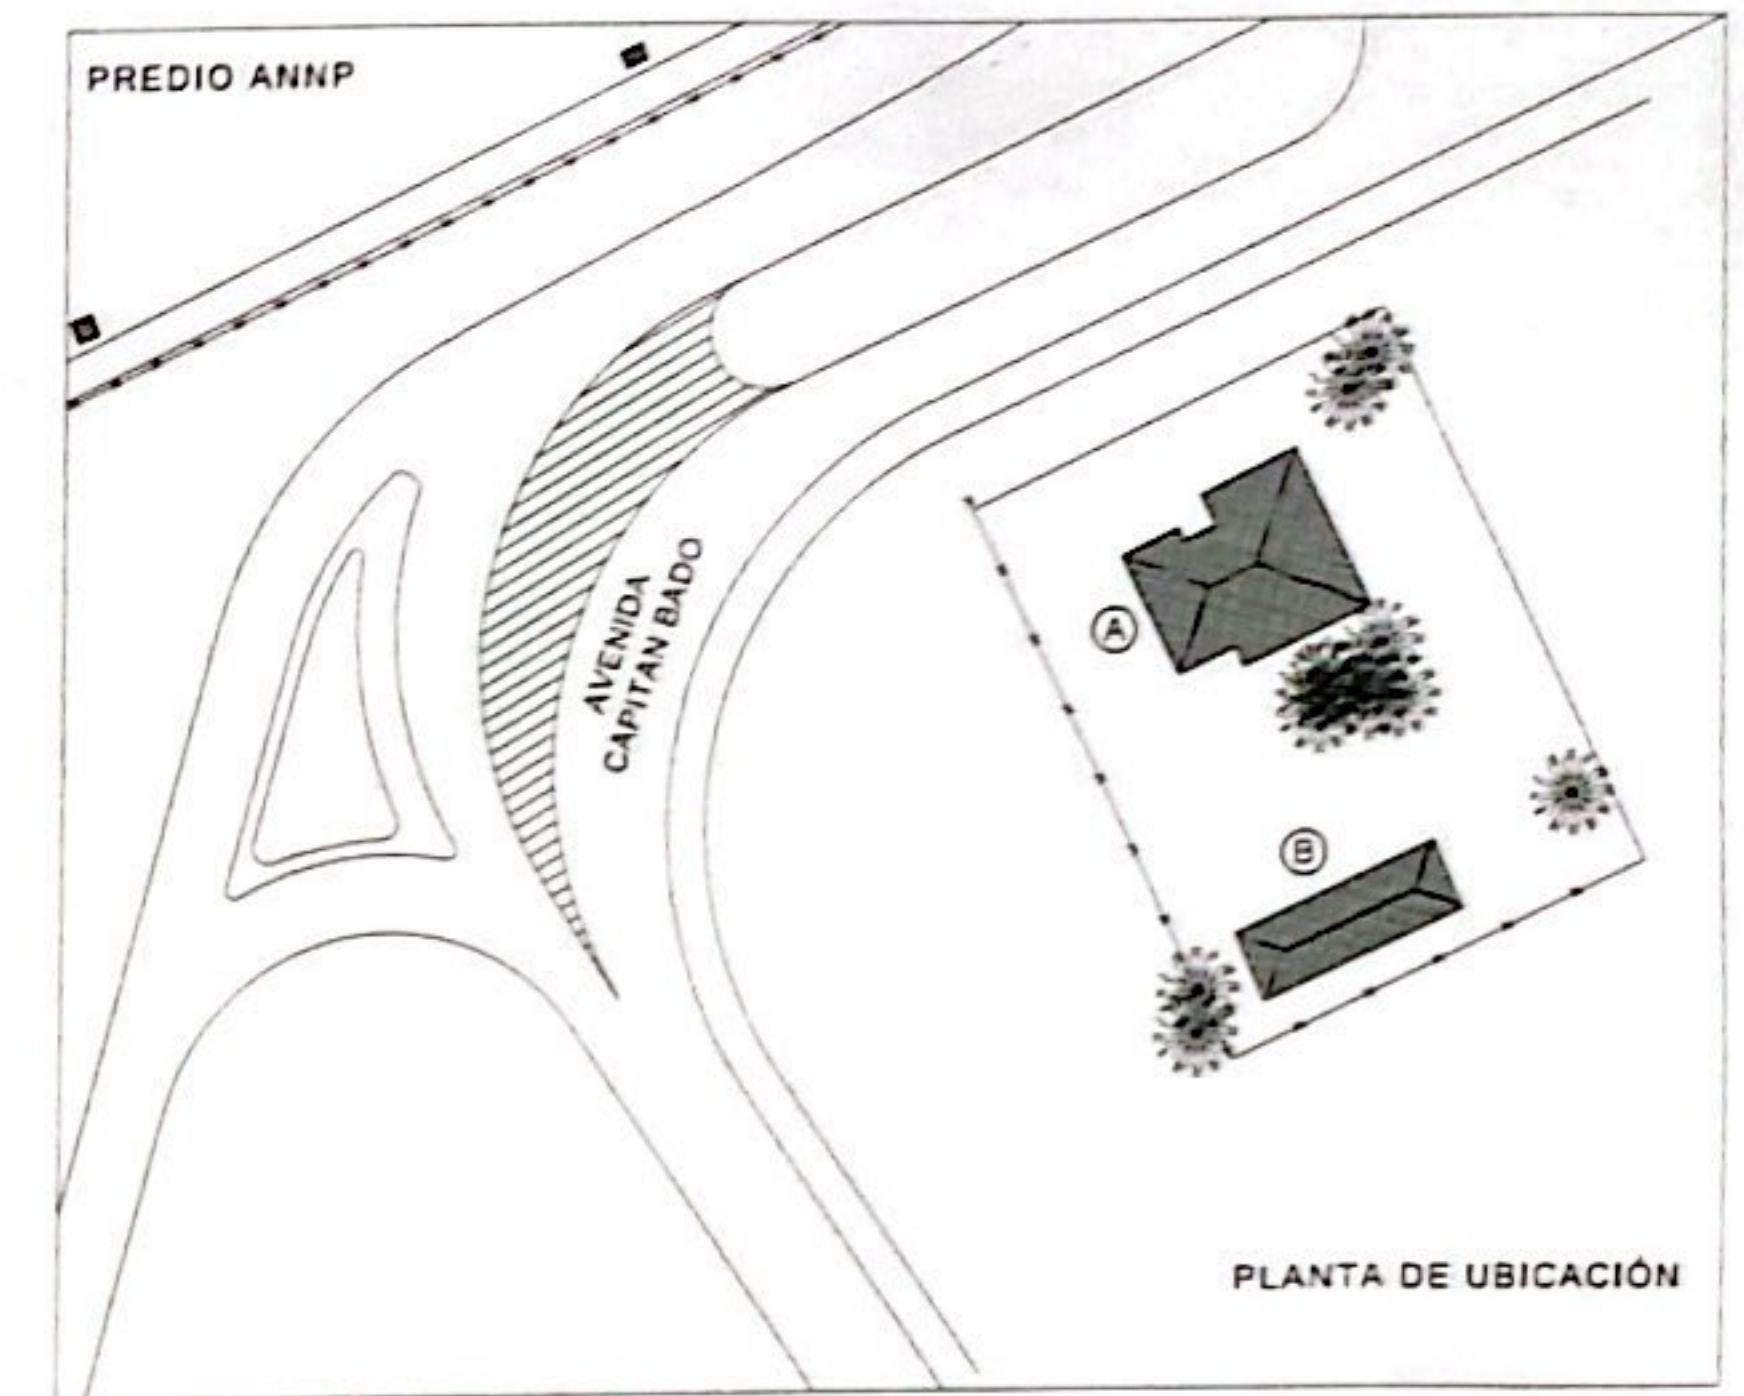 PREDIO ANNP
AVENIDA
CAPITAN BADO
A
B
PLANTA DE UBICACIÓN